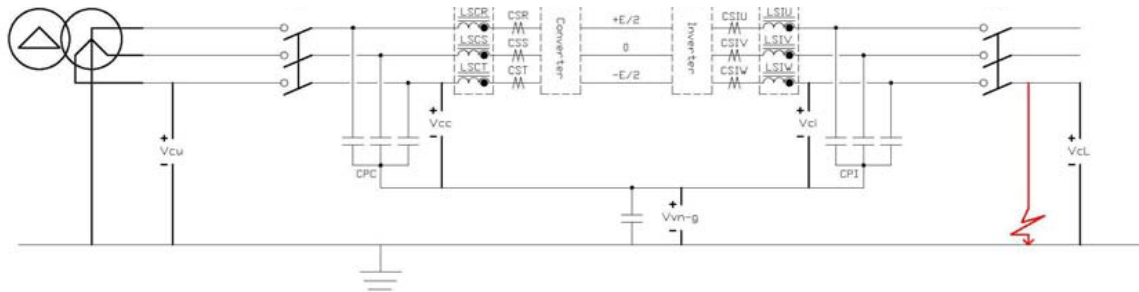 LSCR CSR +E/2 CSIU LSIU
LSCS CSS Converter 0 Inverter CSIV LSIV
LSCT CST -E/2 CSIW LSIW
+ Vcu -
+ Vcc -
+ Vci -
+ VcL -
CPC
CPI
+ Vvn-g -